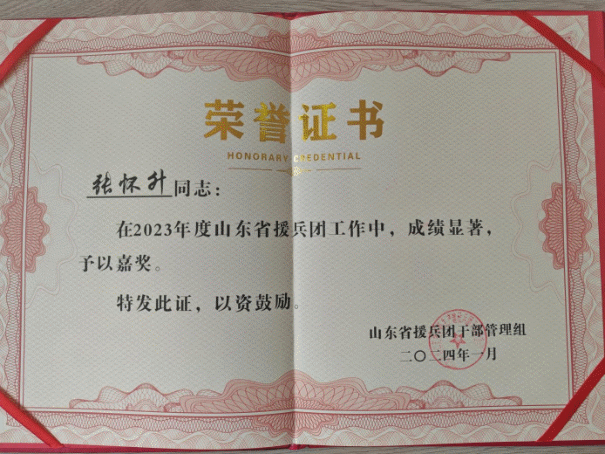 荣誉证书
HONORARY CREDENTIAL
张怀升同志：
在2023年度山东省援兵团工作中，成绩显著，
予以嘉奖。
特发此证，以资鼓励。
山东省援兵团干部管理组
二〇二四年一月